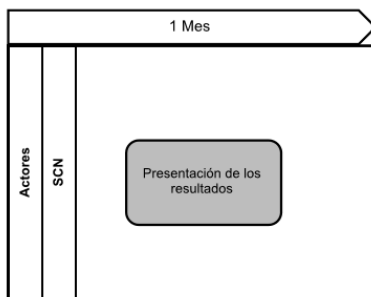 1 Mes
Actores
SCN
Presentación de los
resultados